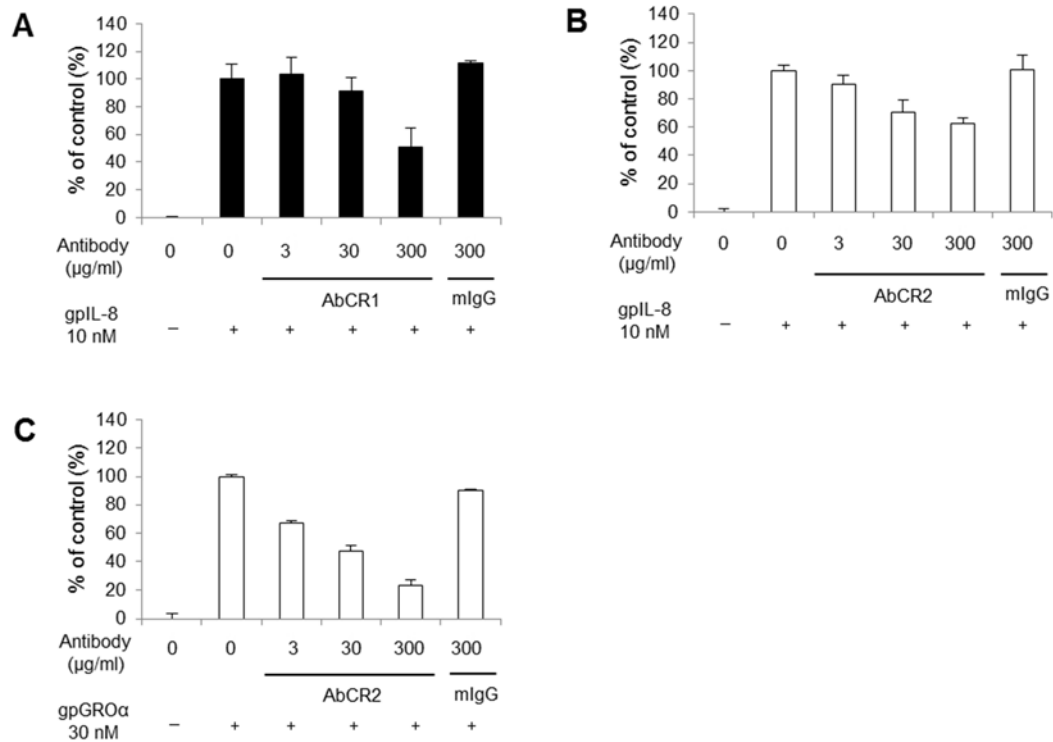 A
% of control (%)
140
120
100
80
60
40
20
0
Antibody
(µg/ml)
0 0 3 30 300 300
AbCR1 mIgG
gpIL-8
10 nM
– + + + + +
B
% of control (%)
140
120
100
80
60
40
20
0
Antibody
(µg/ml)
0 0 3 30 300 300
AbCR2 mIgG
gpIL-8
10 nM
– + + + + +
C
% of control (%)
140
120
100
80
60
40
20
0
Antibody
(µg/ml)
0 0 3 30 300 300
AbCR2 mIgG
gpGROα
30 nM
– + + + + +